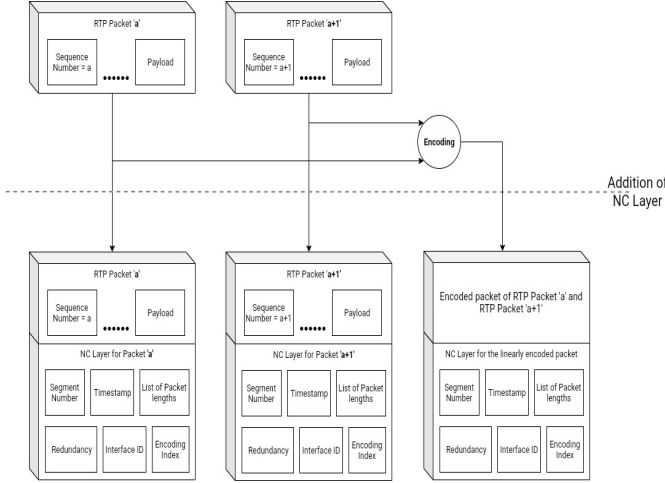 RTP Packet 'a'
Sequence
Number = a
Payload
RTP Packet 'a+1'
Sequence
Number = a+1
Payload
Encoding
Addition of
NC Layer
RTP Packet 'a'
Sequence
Number = a
Payload
NC Layer for Packet 'a'
Segment
Number
Timestamp
List of Packet
lengths
Redundancy
Interface ID
Encoding
Index
RTP Packet 'a+1'
Sequence
Number = a+1
Payload
NC Layer for Packet 'a+1'
Segment
Number
Timestamp
List of Packet
lengths
Redundancy
Interface ID
Encoding
Index
Encoded packet of RTP Packet 'a' and
RTP Packet 'a+1'
NC Layer for the linearly encoded packet
Segment
Number
Timestamp
List of Packet
lengths
Redundancy
Interface ID
Encoding
Index